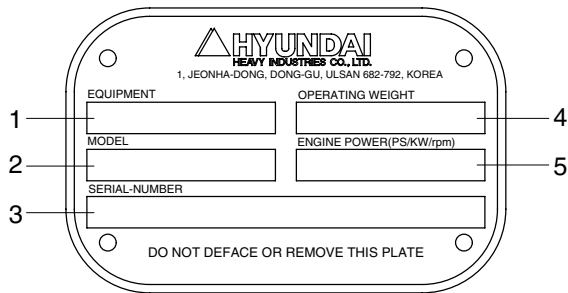 HYUNDAI
HEAVY INDUSTRIES CO., LTD.
1, JEONHA-DONG, DONG-GU, ULSAN 682-792, KOREA
EQUIPMENT OPERATING WEIGHT
1 4
MODEL ENGINE POWER(PS/KW/rpm)
2 5
SERIAL-NUMBER
3
DO NOT DEFACE OR REMOVE THIS PLATE